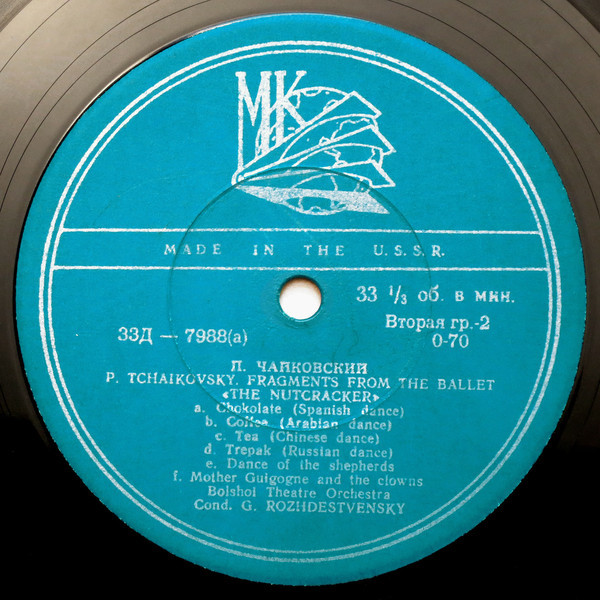 МК
MADE IN THE U.S.S.R.
33 1/3 об. в мин.
Вторая гр.-2
33Д — 7988(а)
0-70
П. ЧАЙКОВСКИЙ
P. TCHAIKOVSKY. FRAGMENTS FROM THE BALLET
«THE NUTCRACKER»
a. Chokolate (Spanish dance)
b. Coffee (Arabian dance)
c. Tea (Chinese dance)
d. Trepak (Russian dance)
e. Dance of the shepherds
f. Mother Guigogne and the clowns
Bolshoi Theatre Orchestra
Cond. G. ROZHDESTVENSKY